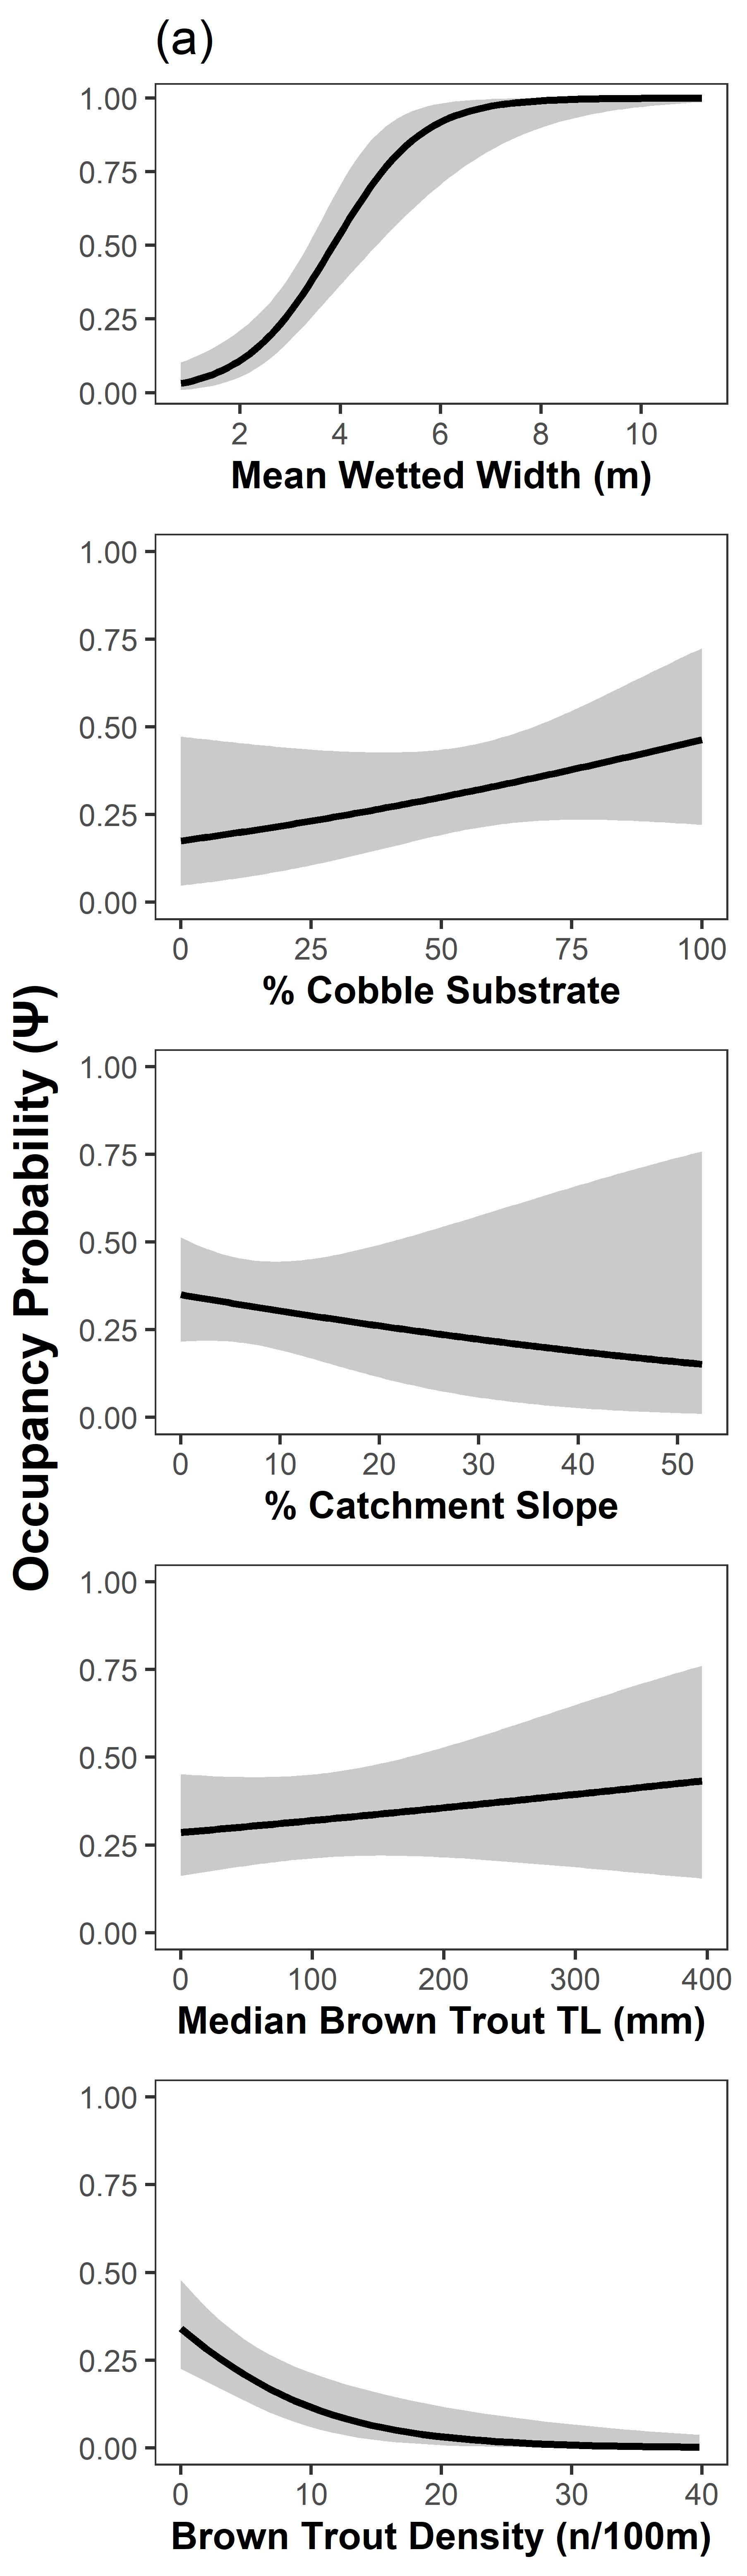 (a)
Occupancy Probability (Ψ)
1.00
0.75
0.50
0.25
0.00
2 4 6 8 10
Mean Wetted Width (m)
1.00
0.75
0.50
0.25
0.00
0 25 50 75 100
% Cobble Substrate
1.00
0.75
0.50
0.25
0.00
0 10 20 30 40 50
% Catchment Slope
1.00
0.75
0.50
0.25
0.00
0 100 200 300 400
Median Brown Trout TL (mm)
1.00
0.75
0.50
0.25
0.00
0 10 20 30 40
Brown Trout Density (n/100m)